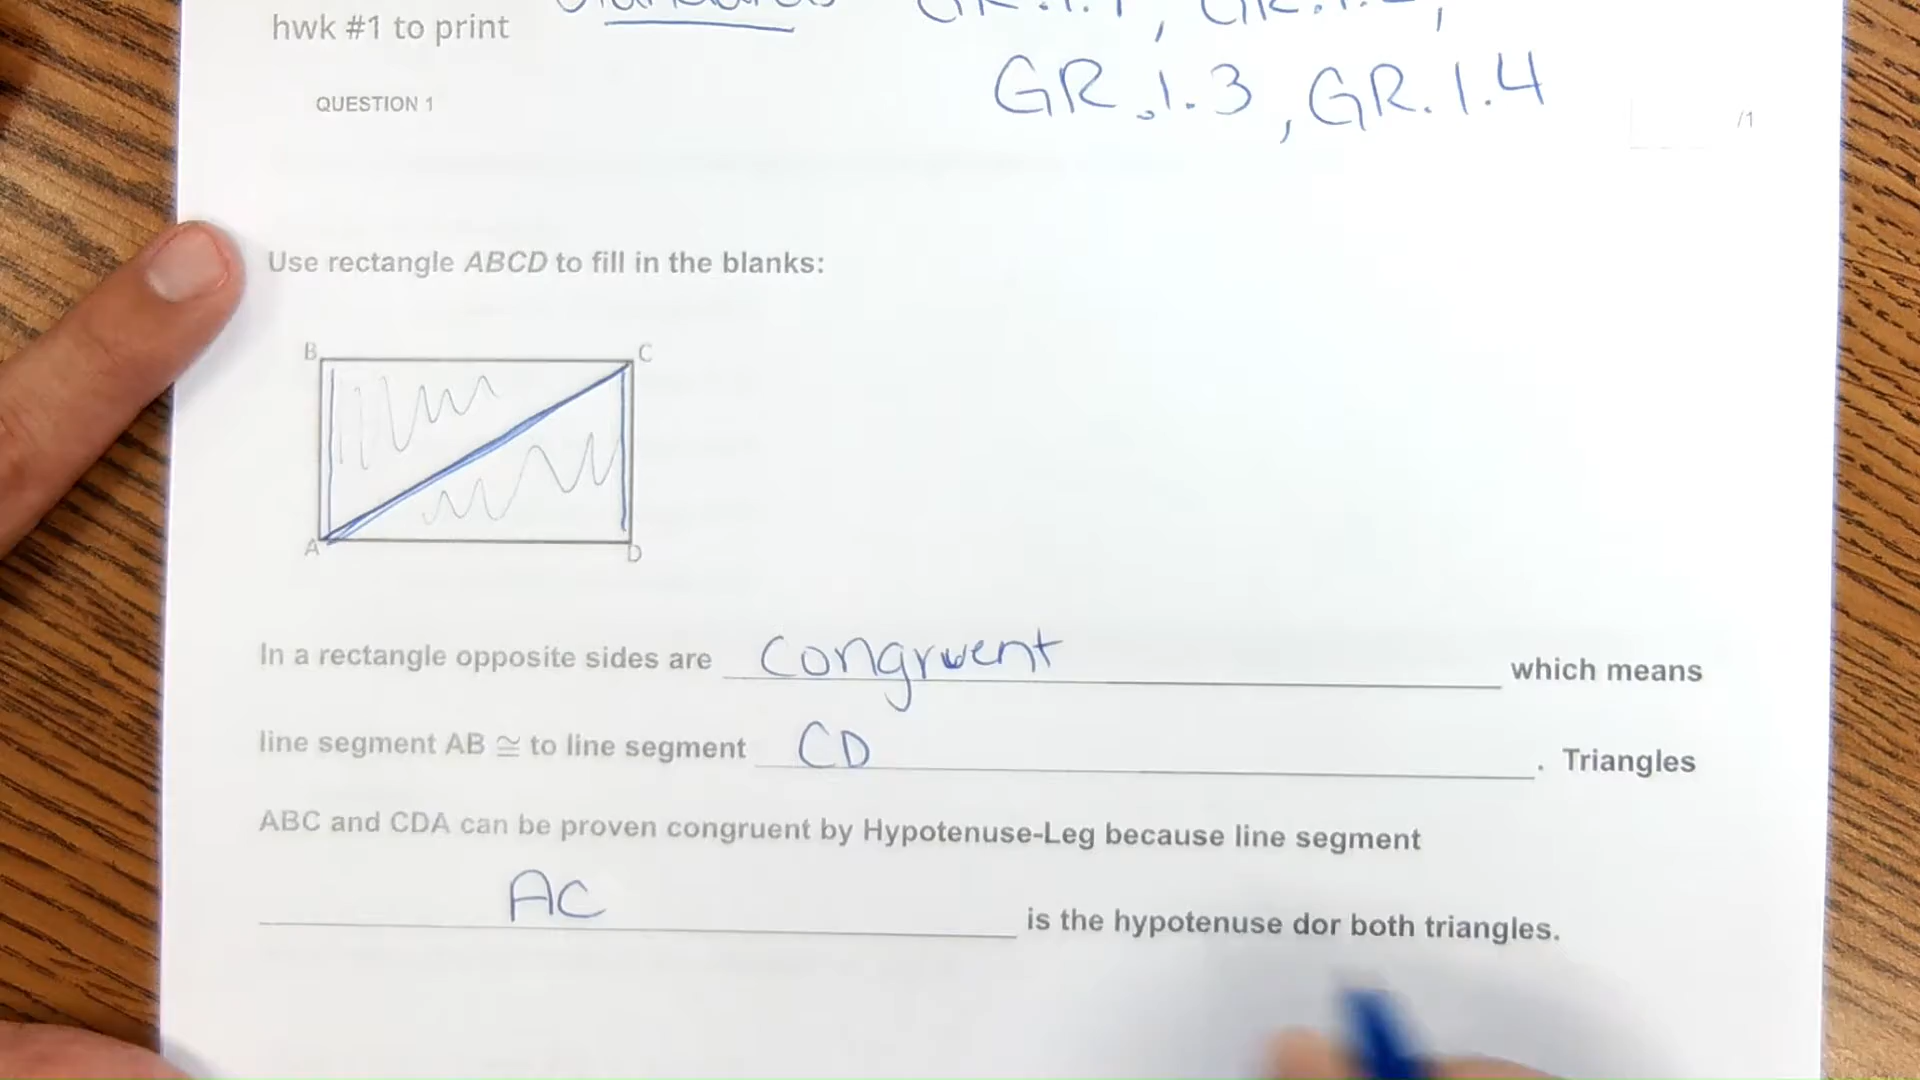 hwk #1 to print
GR.1.3, GR.1.4
QUESTION 1
/1
Use rectangle ABCD to fill in the blanks:
B
C
A
D
In a rectangle opposite sides are congruent which means
line segment AB ≅ to line segment CD . Triangles
ABC and CDA can be proven congruent by Hypotenuse-Leg because line segment
AC is the hypotenuse dor both triangles.